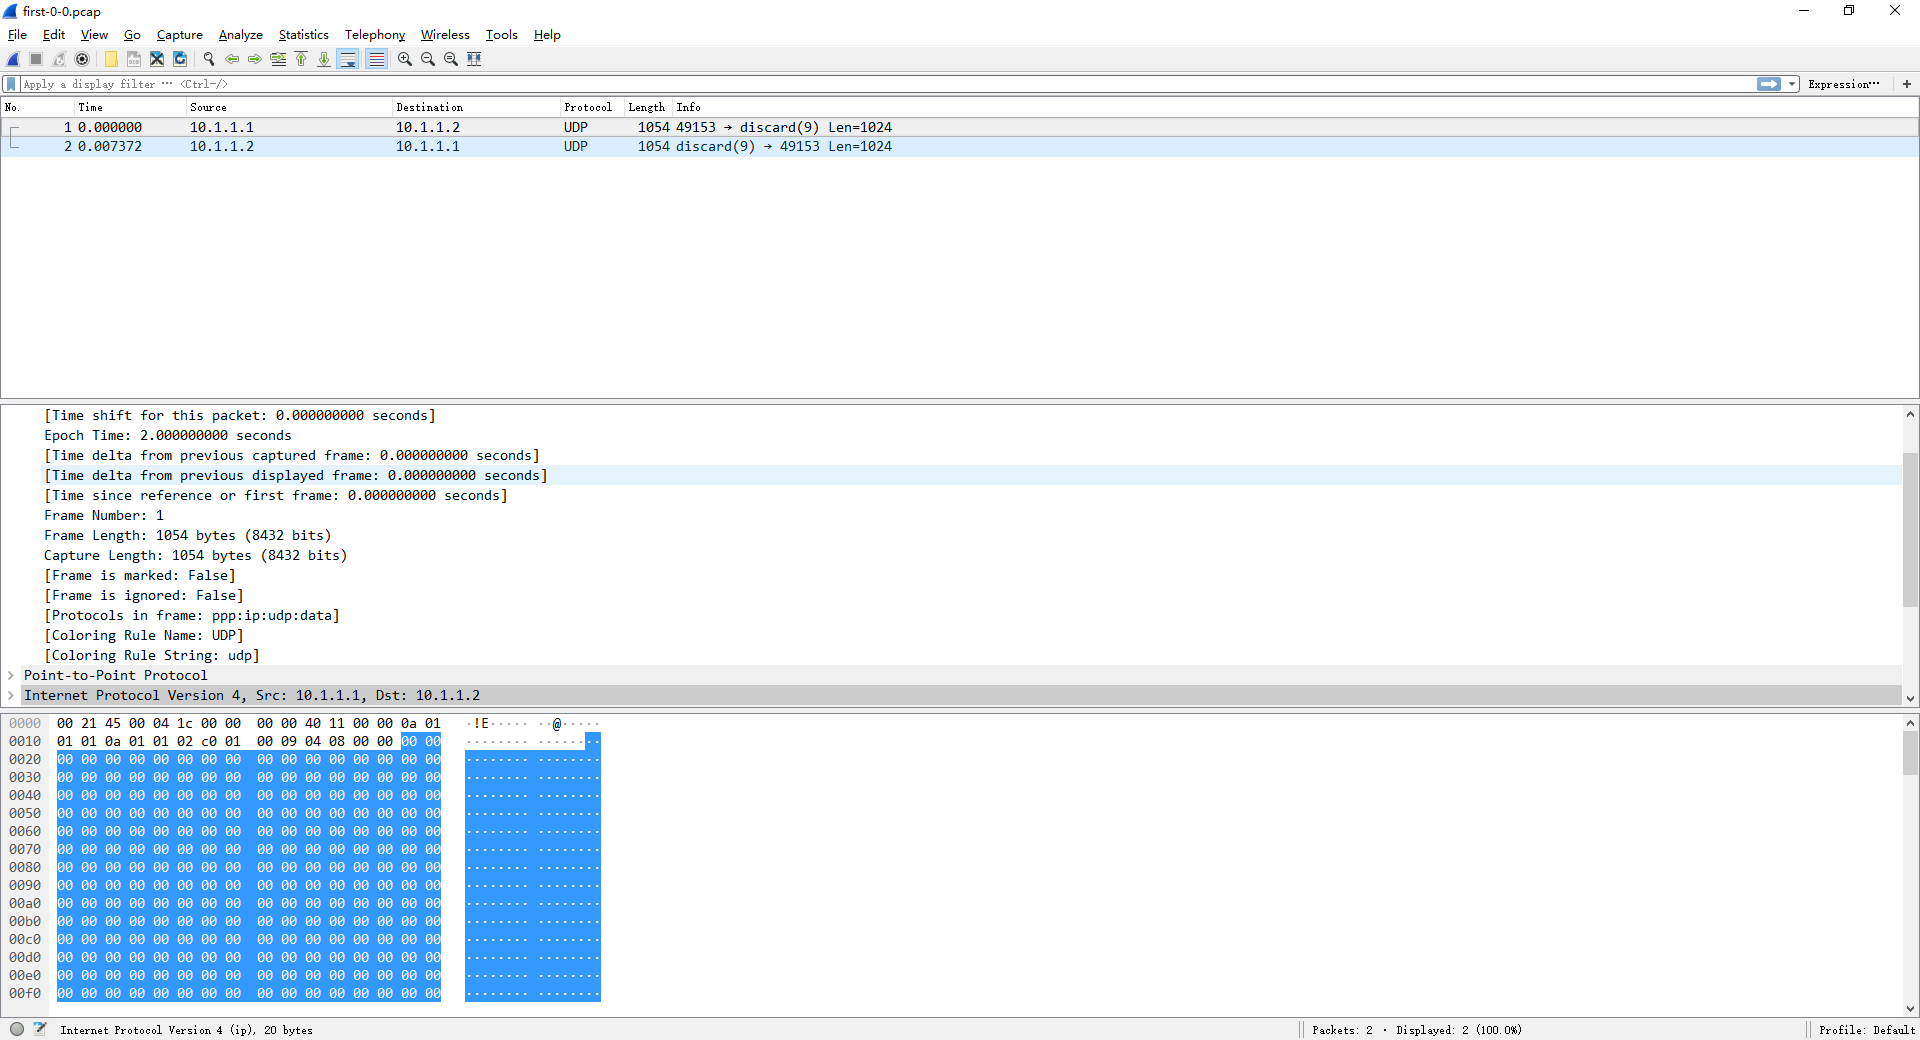 first-0-0.pcap
File Edit View Go Capture Analyze Statistics Telephony Wireless Tools Help
Apply a display filter ··· <Ctrl-/>
Expression··· +
No. Time Source Destination Protocol Length Info
1 0.000000 10.1.1.1 10.1.1.2 UDP 1054 49153 → discard(9) Len=1024
2 0.007372 10.1.1.2 10.1.1.1 UDP 1054 discard(9) → 49153 Len=1024
[Time shift for this packet: 0.000000000 seconds]
Epoch Time: 2.000000000 seconds
[Time delta from previous captured frame: 0.000000000 seconds]
[Time delta from previous displayed frame: 0.000000000 seconds]
[Time since reference or first frame: 0.000000000 seconds]
Frame Number: 1
Frame Length: 1054 bytes (8432 bits)
Capture Length: 1054 bytes (8432 bits)
[Frame is marked: False]
[Frame is ignored: False]
[Protocols in frame: ppp:ip:udp:data]
[Coloring Rule Name: UDP]
[Coloring Rule String: udp]
Point-to-Point Protocol
Internet Protocol Version 4, Src: 10.1.1.1, Dst: 10.1.1.2
0000 00 21 45 00 04 1c 00 00 00 00 40 11 00 00 0a 01 ·!E····· ··@·····
0010 01 01 0a 01 01 02 c0 01 00 09 04 08 00 00 00 00 ········ ········
0020 00 00 00 00 00 00 00 00 00 00 00 00 00 00 00 00 ········ ········
0030 00 00 00 00 00 00 00 00 00 00 00 00 00 00 00 00 ········ ········
0040 00 00 00 00 00 00 00 00 00 00 00 00 00 00 00 00 ········ ········
0050 00 00 00 00 00 00 00 00 00 00 00 00 00 00 00 00 ········ ········
0060 00 00 00 00 00 00 00 00 00 00 00 00 00 00 00 00 ········ ········
0070 00 00 00 00 00 00 00 00 00 00 00 00 00 00 00 00 ········ ········
0080 00 00 00 00 00 00 00 00 00 00 00 00 00 00 00 00 ········ ········
0090 00 00 00 00 00 00 00 00 00 00 00 00 00 00 00 00 ········ ········
00a0 00 00 00 00 00 00 00 00 00 00 00 00 00 00 00 00 ········ ········
00b0 00 00 00 00 00 00 00 00 00 00 00 00 00 00 00 00 ········ ········
00c0 00 00 00 00 00 00 00 00 00 00 00 00 00 00 00 00 ········ ········
00d0 00 00 00 00 00 00 00 00 00 00 00 00 00 00 00 00 ········ ········
00e0 00 00 00 00 00 00 00 00 00 00 00 00 00 00 00 00 ········ ········
00f0 00 00 00 00 00 00 00 00 00 00 00 00 00 00 00 00 ········ ········
Internet Protocol Version 4 (ip), 20 bytes
Packets: 2 · Displayed: 2 (100.0%)
Profile: Default